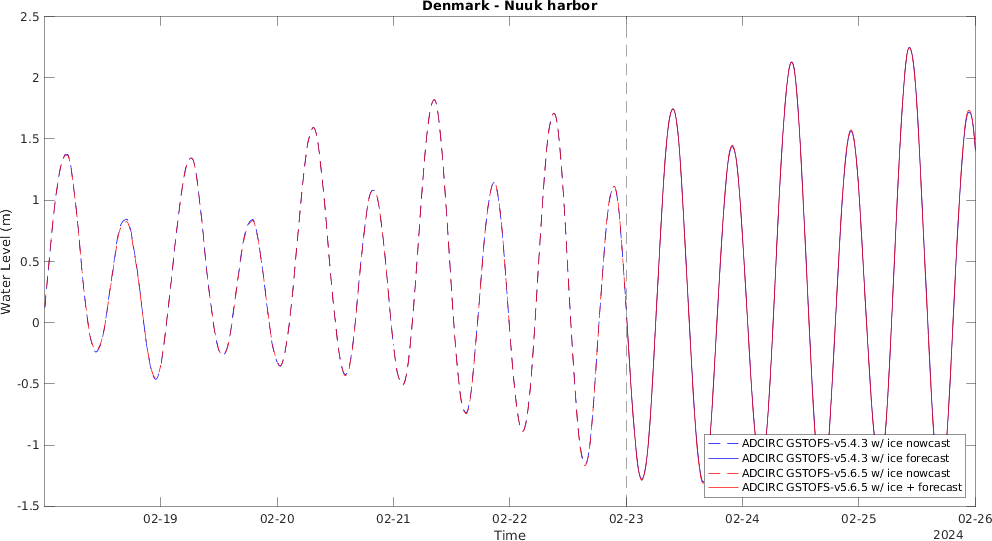 Denmark - Nuuk harbor
2.5
2
1.5
1
0.5
0
-0.5
-1
-1.5
Water Level (m)
ADCIRC GSTOFS-v5.4.3 w/ ice nowcast
ADCIRC GSTOFS-v5.4.3 w/ ice forecast
ADCIRC GSTOFS-v5.6.5 w/ ice nowcast
ADCIRC GSTOFS-v5.6.5 w/ ice + forecast
02-19 02-20 02-21 02-22 02-23 02-24 02-25 02-26
Time
2024